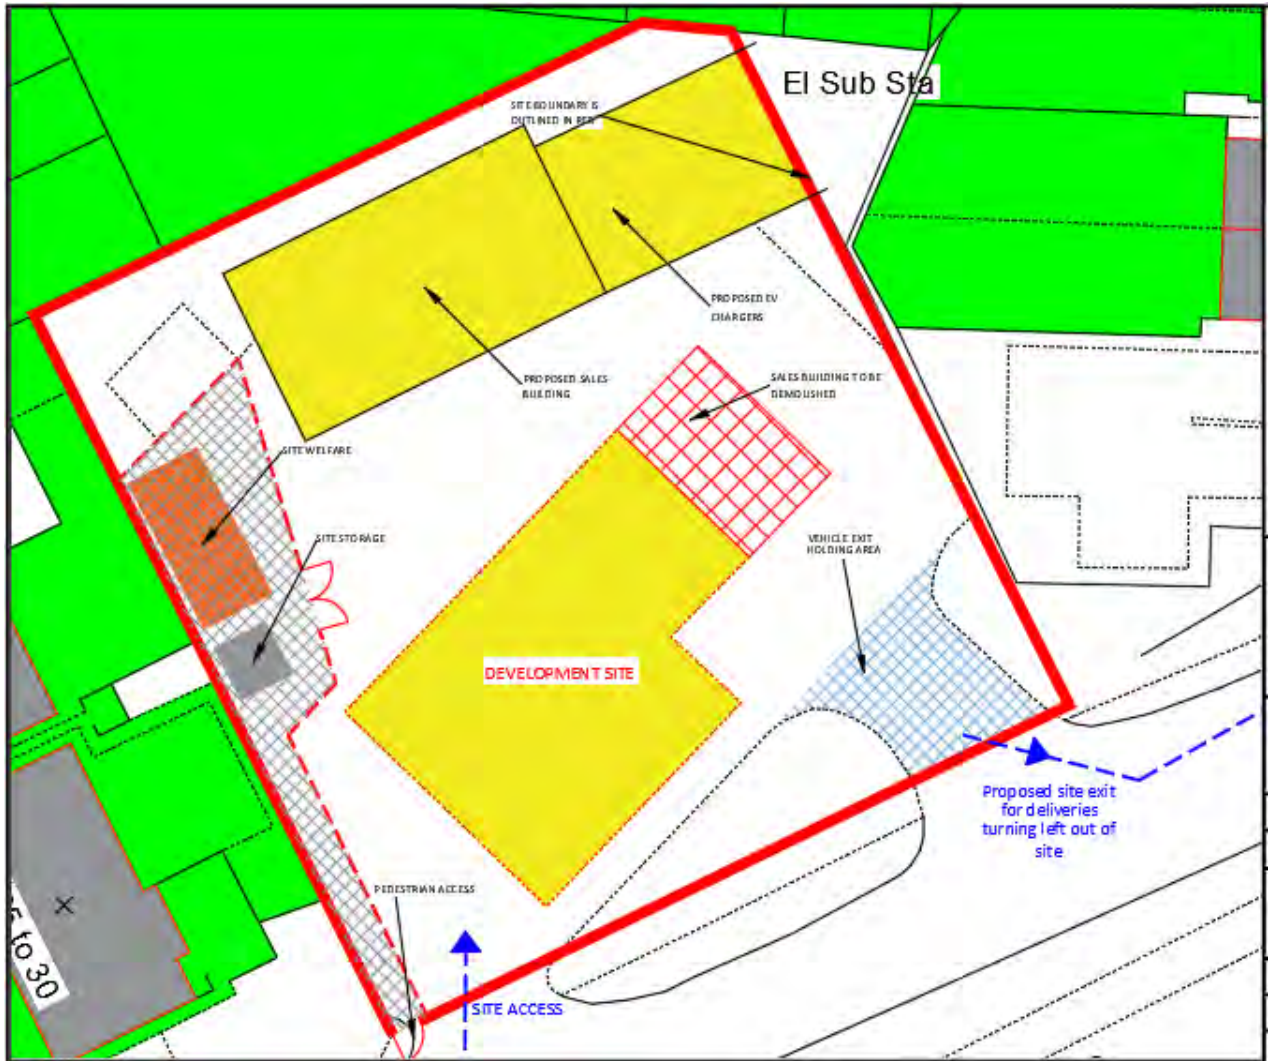 El Sub Sta
SITE BOUNDARY IS
OUTLINED IN RED
PROPOSED EV
CHARGERS
PROPOSED SALES
BUILDING
SALES BUILDING TO BE
DEMOLISHED
SITE WELFARE
SITE STORAGE
VEHICLE EXIT
HOLDING AREA
DEVELOPMENT SITE
Proposed site exit
for deliveries
turning left out of
site
PEDESTRIAN ACCESS
to 30
SITE ACCESS